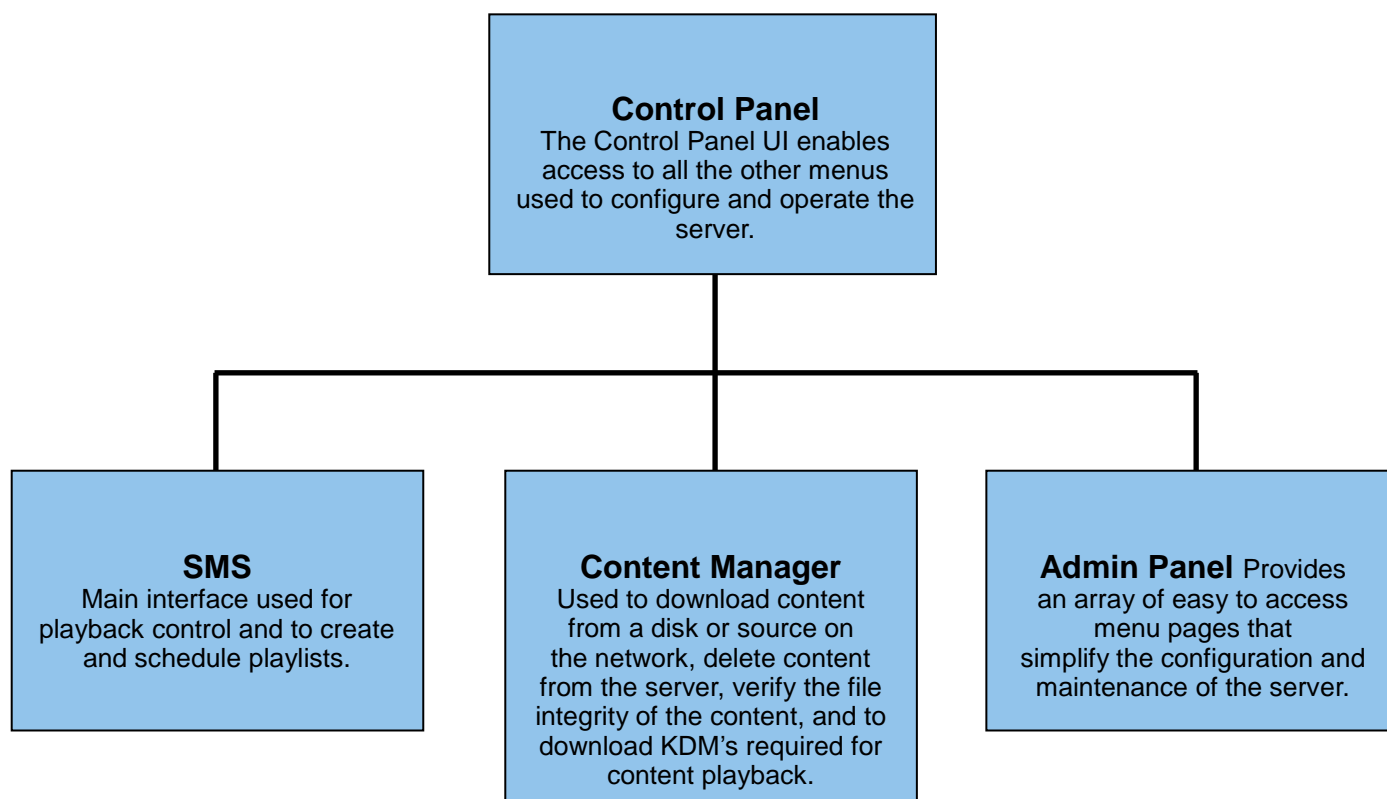 Control Panel
The Control Panel UI enables
access to all the other menus
used to configure and operate the
server.
SMS
Main interface used for
playback control and to create
and schedule playlists.
Content Manager
Used to download content
from a disk or source on
the network, delete content
from the server, verify the file
integrity of the content, and to
download KDM’s required for
content playback.
Admin Panel Provides
an array of easy to access
menu pages that
simplify the configuration and
maintenance of the server.